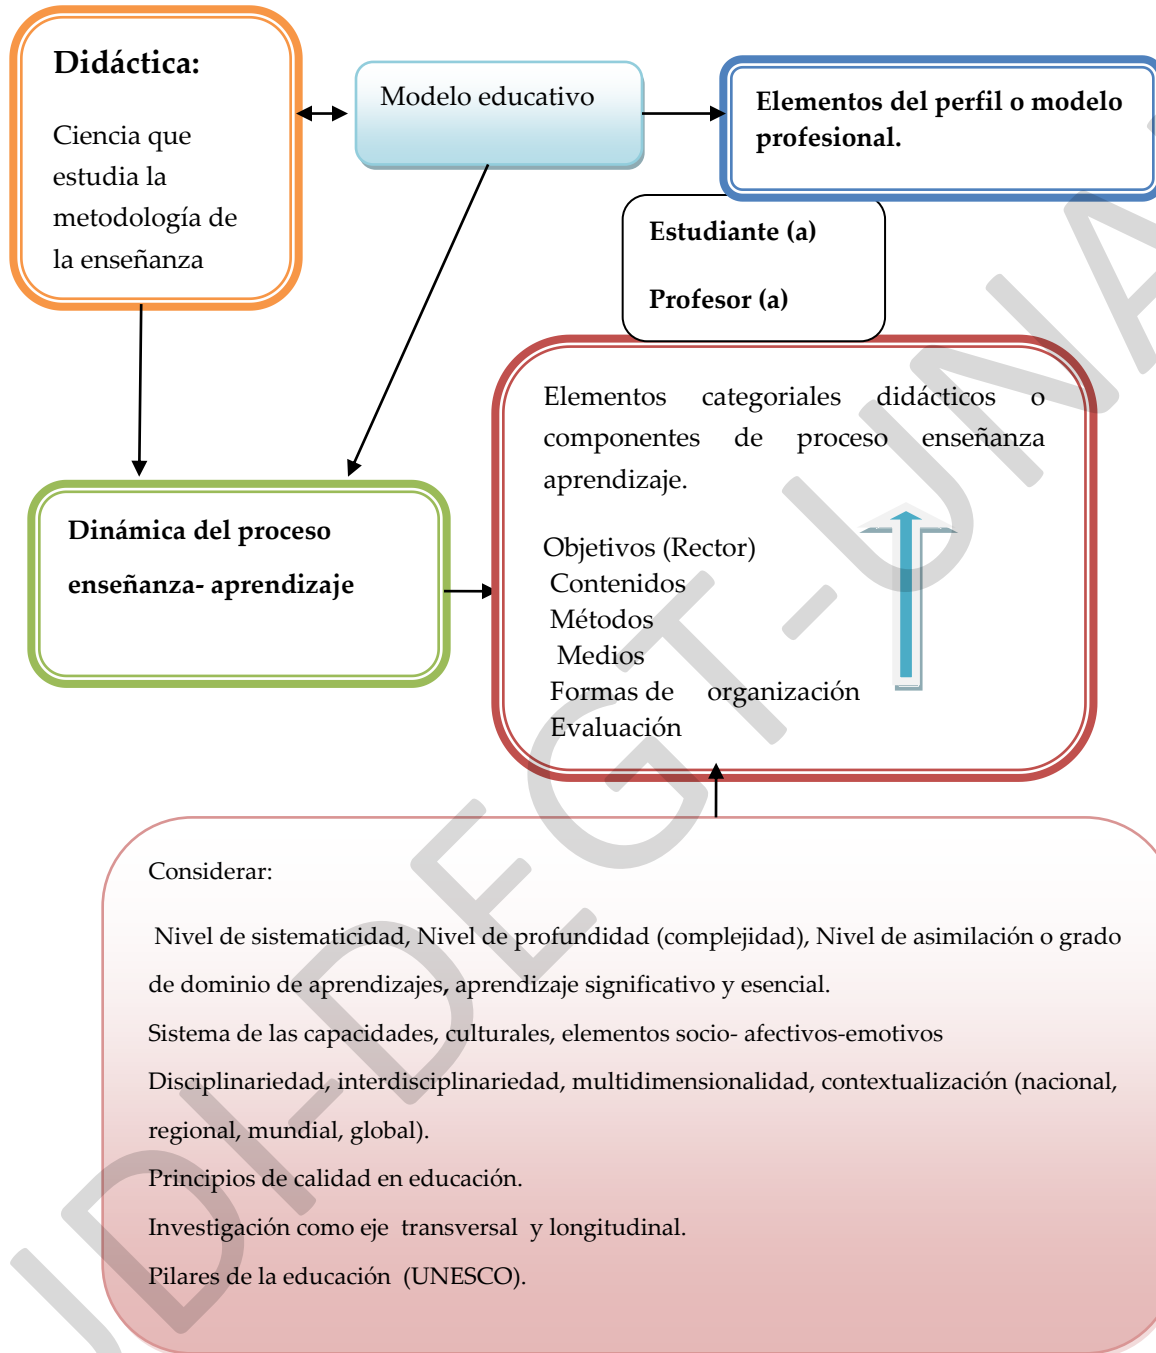 Didáctica:
Ciencia que
estudia la
metodología de
la enseñanza
Modelo educativo
Elementos del perfil o modelo
profesional.
Estudiante (a)
Profesor (a)
Elementos categoriales didácticos o
componentes de proceso enseñanza
aprendizaje.
Objetivos (Rector)
Contenidos
Métodos
Medios
Formas de organización
Evaluación
Dinámica del proceso
enseñanza- aprendizaje
Considerar:
Nivel de sistematicidad, Nivel de profundidad (complejidad), Nivel de asimilación o grado
de dominio de aprendizajes, aprendizaje significativo y esencial.
Sistema de las capacidades, culturales, elementos socio- afectivos-emotivos
Disciplinariedad, interdisciplinariedad, multidimensionalidad, contextualización (nacional,
regional, mundial, global).
Principios de calidad en educación.
Investigación como eje transversal y longitudinal.
Pilares de la educación (UNESCO).
UDI-DEGT-UNA